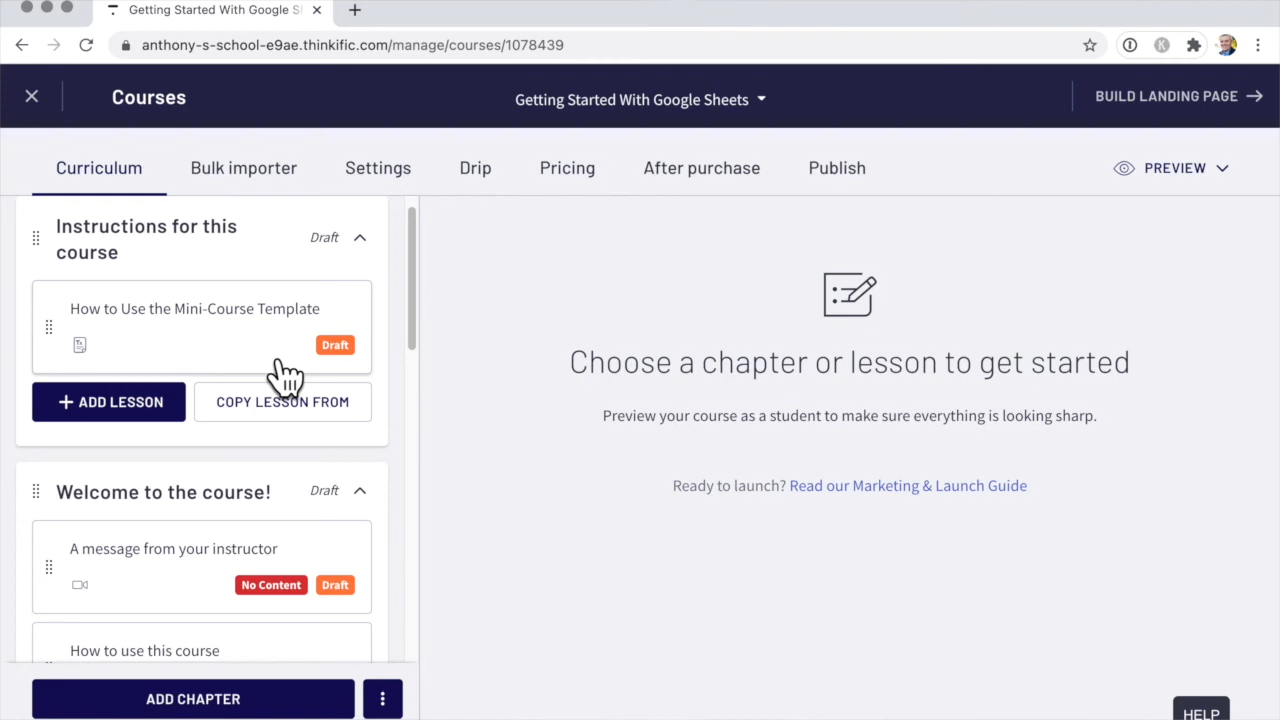 Getting Started With Google S
anthony-s-school-e9ae.thinkific.com/manage/courses/1078439
Courses
Getting Started With Google Sheets
BUILD LANDING PAGE
Curriculum
Bulk importer
Settings
Drip
Pricing
After purchase
Publish
PREVIEW
Instructions for this
course
Draft
How to Use the Mini-Course Template
Draft
+ ADD LESSON
COPY LESSON FROM
Welcome to the course!
Draft
A message from your instructor
No Content
Draft
How to use this course
ADD CHAPTER
Choose a chapter or lesson to get started
Preview your course as a student to make sure everything is looking sharp.
Ready to launch? Read our Marketing & Launch Guide
HELP